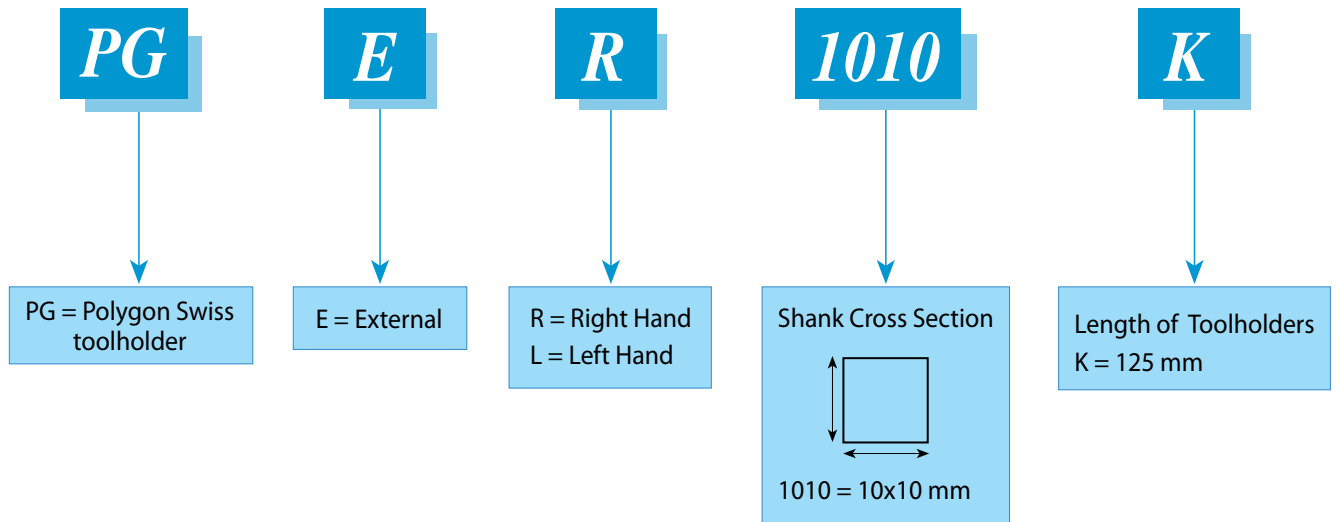 PG
E
R
1010
K
PG = Polygon Swiss
toolholder
E = External
R = Right Hand
L = Left Hand
Shank Cross Section
1010 = 10x10 mm
Length of Toolholders
K = 125 mm